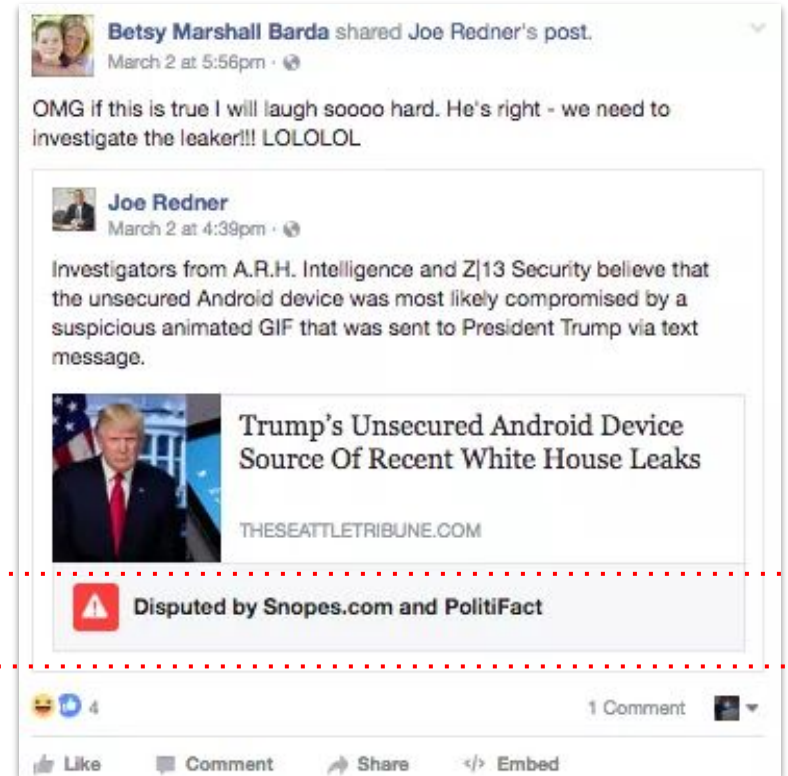 Betsy Marshall Barda shared Joe Redner's post.
March 2 at 5:56pm ·
OMG if this is true I will laugh soooo hard. He's right - we need to
investigate the leaker!!! LOLOLOL
Joe Redner
March 2 at 4:39pm ·
Investigators from A.R.H. Intelligence and Z|13 Security believe that
the unsecured Android device was most likely compromised by a
suspicious animated GIF that was sent to President Trump via text
message.
Trump's Unsecured Android Device
Source Of Recent White House Leaks
THESEATTLETRIBUNE.COM
Disputed by Snopes.com and PolitiFact
4
1 Comment
Like Comment Share </> Embed